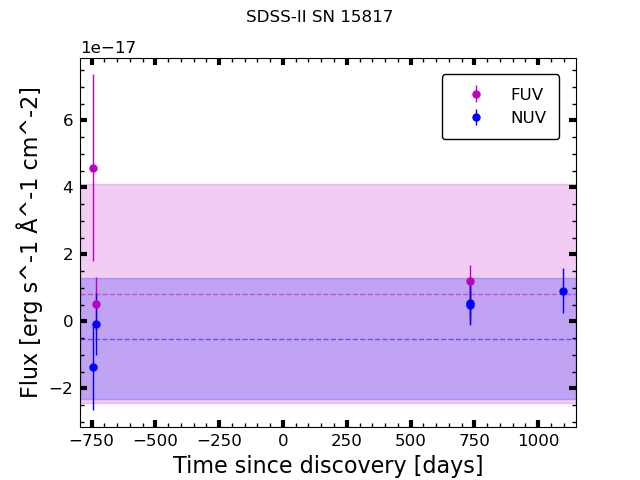 SDSS-II SN 15817
1e−17
FUV
NUV
6
4
2
0
−2
Flux [erg s^-1 Å^-1 cm^-2]
−750 −500 −250 0 250 500 750 1000
Time since discovery [days]